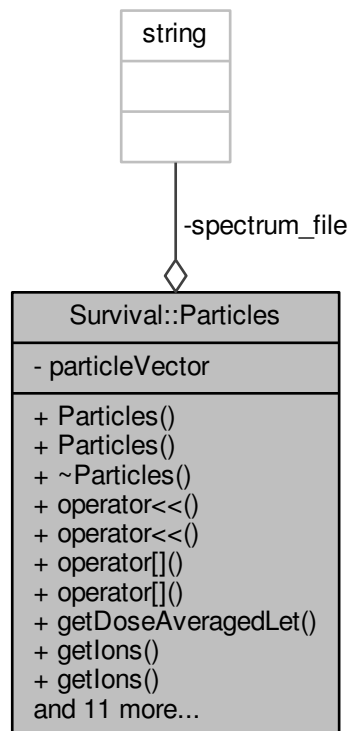 string
-spectrum_file
Survival::Particles
- particleVector
+ Particles()
+ Particles()
+ ~Particles()
+ operator<<()
+ operator<<()
+ operator[]()
+ operator[]()
+ getDoseAveragedLet()
+ getIons()
+ getIons()
and 11 more...